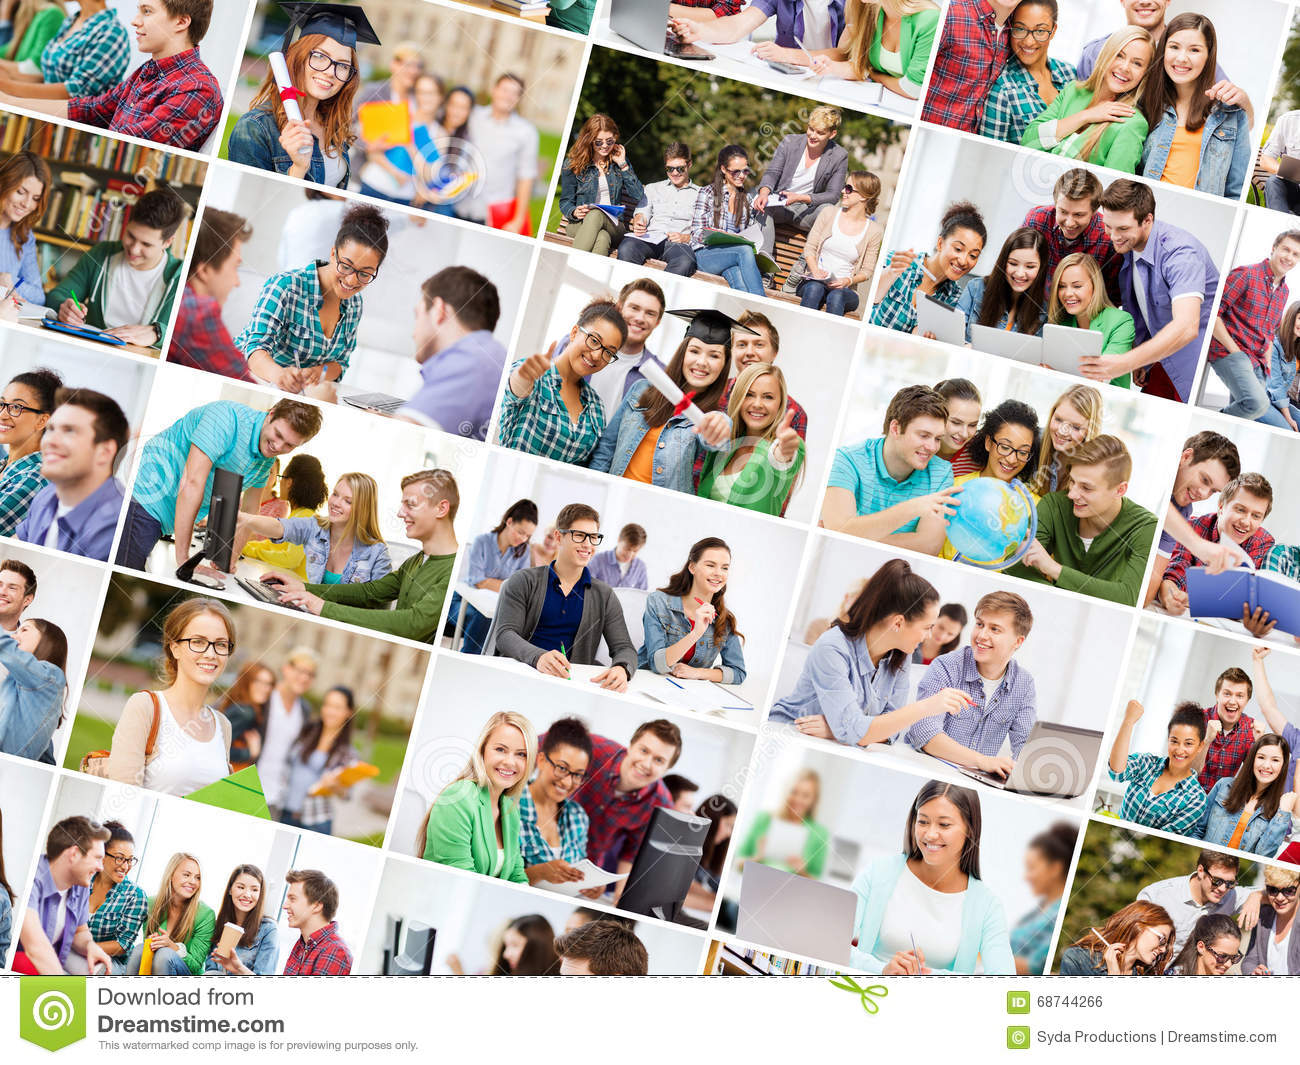 Download from
Dreamstime.com
This watermarked comp image is for previewing purposes only.
ID 68744266
© Syda Productions | Dreamstime.com